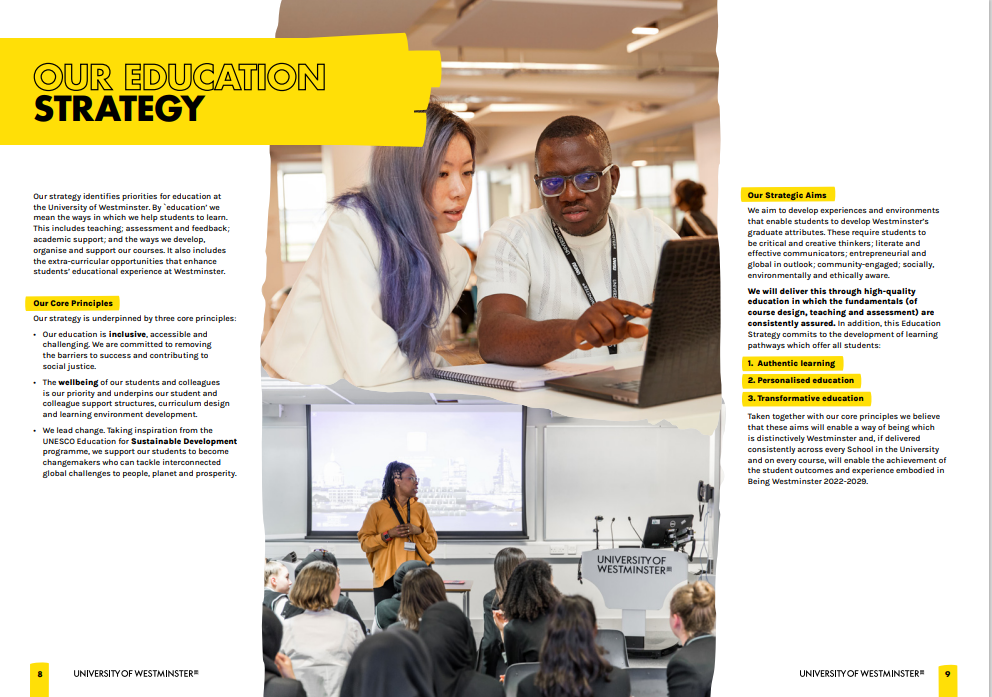 OUR EDUCATION
STRATEGY
Our strategy identifies priorities for education at
the University of Westminster. By `education' we
mean the ways in which we help students to learn.
This includes teaching; assessment and feedback;
academic support; and the ways we develop,
organise and support our courses. It also includes
the extra-curricular opportunities that enhance
students' educational experience at Westminster.
Our Core Principles
Our strategy is underpinned by three core principles:
• Our education is inclusive, accessible and
challenging. We are committed to removing
the barriers to success and contributing to
social justice.
• The wellbeing of our students and colleagues
is our priority and underpins our student and
colleague support structures, curriculum design
and learning environment development.
• We lead change. Taking inspiration from the
UNESCO Education for Sustainable Development
programme, we support our students to become
changemakers who can tackle interconnected
global challenges to people, planet and prosperity.
UNIVERSITY OF
WESTMINSTER
Our Strategic Aims
We aim to develop experiences and environments
that enable students to develop Westminster's
graduate attributes. These require students to
be critical and creative thinkers; literate and
effective communicators; entrepreneurial and
global in outlook; community-engaged; socially,
environmentally and ethically aware.
We will deliver this through high-quality
education in which the fundamentals (of
course design, teaching and assessment) are
consistently assured. In addition, this Education
Strategy commits to the development of learning
pathways which offer all students:
1. Authentic learning
2. Personalised education
3. Transformative education
Taken together with our core principles we believe
that these aims will enable a way of being which
is distinctively Westminster and, if delivered
consistently across every School in the University
and on every course, will enable the achievement of
the student outcomes and experience embodied in
Being Westminster 2022-2029.
8
UNIVERSITY OF WESTMINSTER
UNIVERSITY OF WESTMINSTER
9